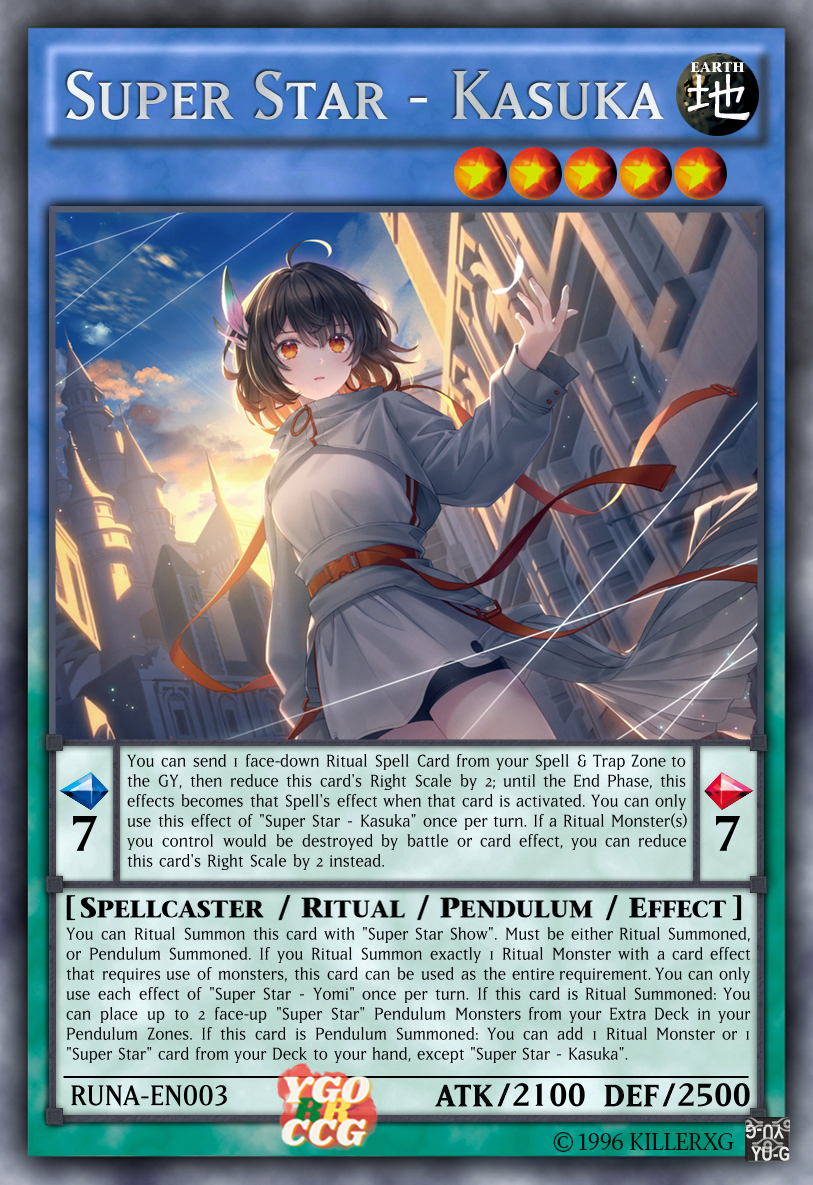 Super Star - Kasuka
EARTH
地
You can send 1 face-down Ritual Spell Card from your Spell & Trap Zone to
the GY, then reduce this card's Right Scale by 2; until the End Phase, this
effects becomes that Spell's effect when that card is activated. You can only
use this effect of "Super Star - Kasuka" once per turn. If a Ritual Monster(s)
you control would be destroyed by battle or card effect, you can reduce
this card's Right Scale by 2 instead.
7
7
[ Spellcaster / Ritual / Pendulum / Effect ]
You can Ritual Summon this card with "Super Star Show". Must be either Ritual Summoned,
or Pendulum Summoned. If you Ritual Summon exactly 1 Ritual Monster with a card effect
that requires use of monsters, this card can be used as the entire requirement. You can only
use each effect of "Super Star - Yomi" once per turn. If this card is Ritual Summoned: You
can place up to 2 face-up "Super Star" Pendulum Monsters from your Extra Deck in your
Pendulum Zones. If this card is Pendulum Summoned: You can add 1 Ritual Monster or 1
"Super Star" card from your Deck to your hand, except "Super Star - Kasuka".
RUNA-EN003
YGO
RR
CCG
ATK/2100 DEF/2500
© 1996 KILLERXG
YU-G
YU-G